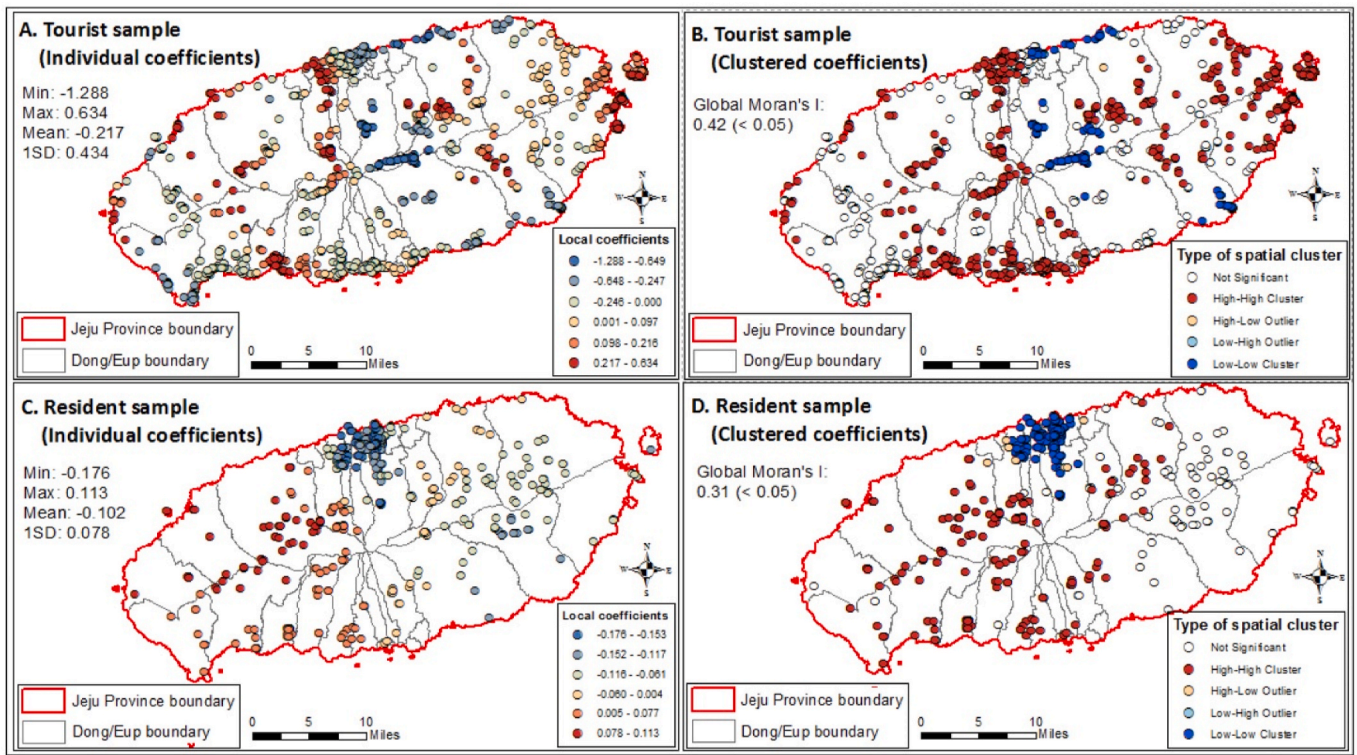 A. Tourist sample
(Individual coefficients)
Min: -1.288
Max: 0.634
Mean: -0.217
1SD: 0.434
N
W
E
S
Local coefficients
-1.288 - -0.649
-0.648 - -0.247
-0.246 - 0.000
0.001 - 0.097
0.098 - 0.216
0.217 - 0.634
Jeju Province boundary
Dong/Eup boundary
0 5 10
Miles
B. Tourist sample
(Clustered coefficients)
Global Moran's I:
0.42 (< 0.05)
N
W
E
S
Type of spatial cluster
Not Significant
High-High Cluster
High-Low Outlier
Low-High Outlier
Low-Low Cluster
Jeju Province boundary
Dong/Eup boundary
0 5 10
Miles
C. Resident sample
(Individual coefficients)
Min: -0.176
Max: 0.113
Mean: -0.102
1SD: 0.078
N
W
E
S
Local coefficients
-0.176 - -0.153
-0.152 - -0.117
-0.116 - -0.061
-0.060 - 0.004
0.005 - 0.077
0.078 - 0.113
Jeju Province boundary
Dong/Eup boundary
0 5 10
Miles
D. Resident sample
(Clustered coefficients)
Global Moran's I:
0.31 (< 0.05)
N
W
E
S
Type of spatial cluster
Not Significant
High-High Cluster
High-Low Outlier
Low-High Outlier
Low-Low Cluster
Jeju Province boundary
Dong/Eup boundary
0 5 10
Miles